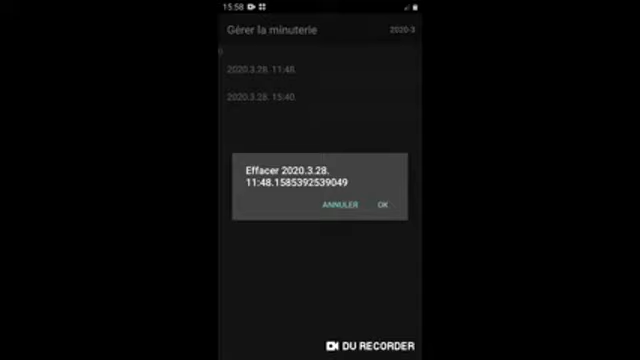 15:58
Gérer la minuterie 2020-3
6
2020.3.28. 11:48.
2020.3.28. 15:40.
Effacer 2020.3.28.
11:48.1585392539049
ANNULER OK
DU RECORDER